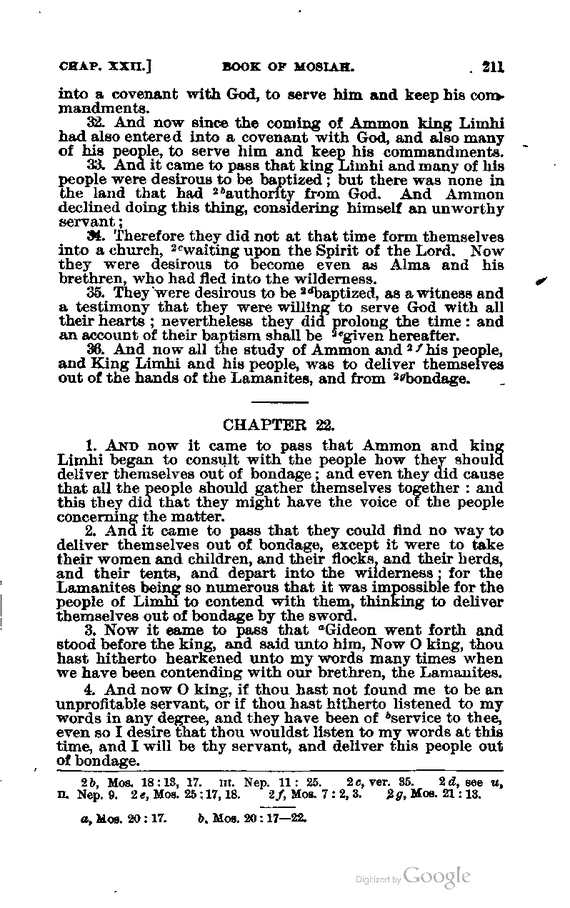 CHAP. XXII.] BOOK OF MOSIAH. 211
into a covenant with God, to serve him and keep his com-
mandments.
32. And now since the coming of Ammon king Limhi
had also entered into a covenant with God, and also many
of his people, to serve him and keep his commandments.
33. And it came to pass that king Limhi and many of his
people were desirous to be baptized; but there was none in
the land that had 2bauthority from God. And Ammon
declined doing this thing, considering himself an unworthy
servant;
34. Therefore they did not at that time form themselves
into a church, 2cwaiting upon the Spirit of the Lord. Now
they were desirous to become even as Alma and his
brethren, who had fled into the wilderness.
35. They were desirous to be 2dbaptized, as a witness and
a testimony that they were willing to serve God with all
their hearts; nevertheless they did prolong the time: and
an account of their baptism shall be 2egiven hereafter.
36. And now all the study of Ammon and 2f his people,
and King Limhi and his people, was to deliver themselves
out of the hands of the Lamanites, and from 2gbondage.
CHAPTER 22.
1. AND now it came to pass that Ammon and king
Limhi began to consult with the people how they should
deliver themselves out of bondage; and even they did cause
that all the people should gather themselves together: and
this they did that they might have the voice of the people
concerning the matter.
2. And it came to pass that they could find no way to
deliver themselves out of bondage, except it were to take
their women and children, and their flocks, and their herds,
and their tents, and depart into the wilderness; for the
Lamanites being so numerous that it was impossible for the
people of Limhi to contend with them, thinking to deliver
themselves out of bondage by the sword.
3. Now it came to pass that aGideon went forth and
stood before the king, and said unto him, Now O king, thou
hast hitherto hearkened unto my words many times when
we have been contending with our brethren, the Lamanites.
4. And now O king, if thou hast not found me to be an
unprofitable servant, or if thou hast hitherto listened to my
words in any degree, and they have been of bservice to thee,
even so I desire that thou wouldst listen to my words at this
time, and I will be thy servant, and deliver this people out
of bondage.
2b, Mos. 18:13, 17. III. Nep. 11: 25. 2c, ver. 35. 2d, see u,
II. Nep. 9. 2e, Mos. 25:17, 18. 2f, Mos. 7:2, 3. 2g, Mos. 21:13.
a, Mos. 20:17. b, Mos. 20:17—22.
Digitized by Google